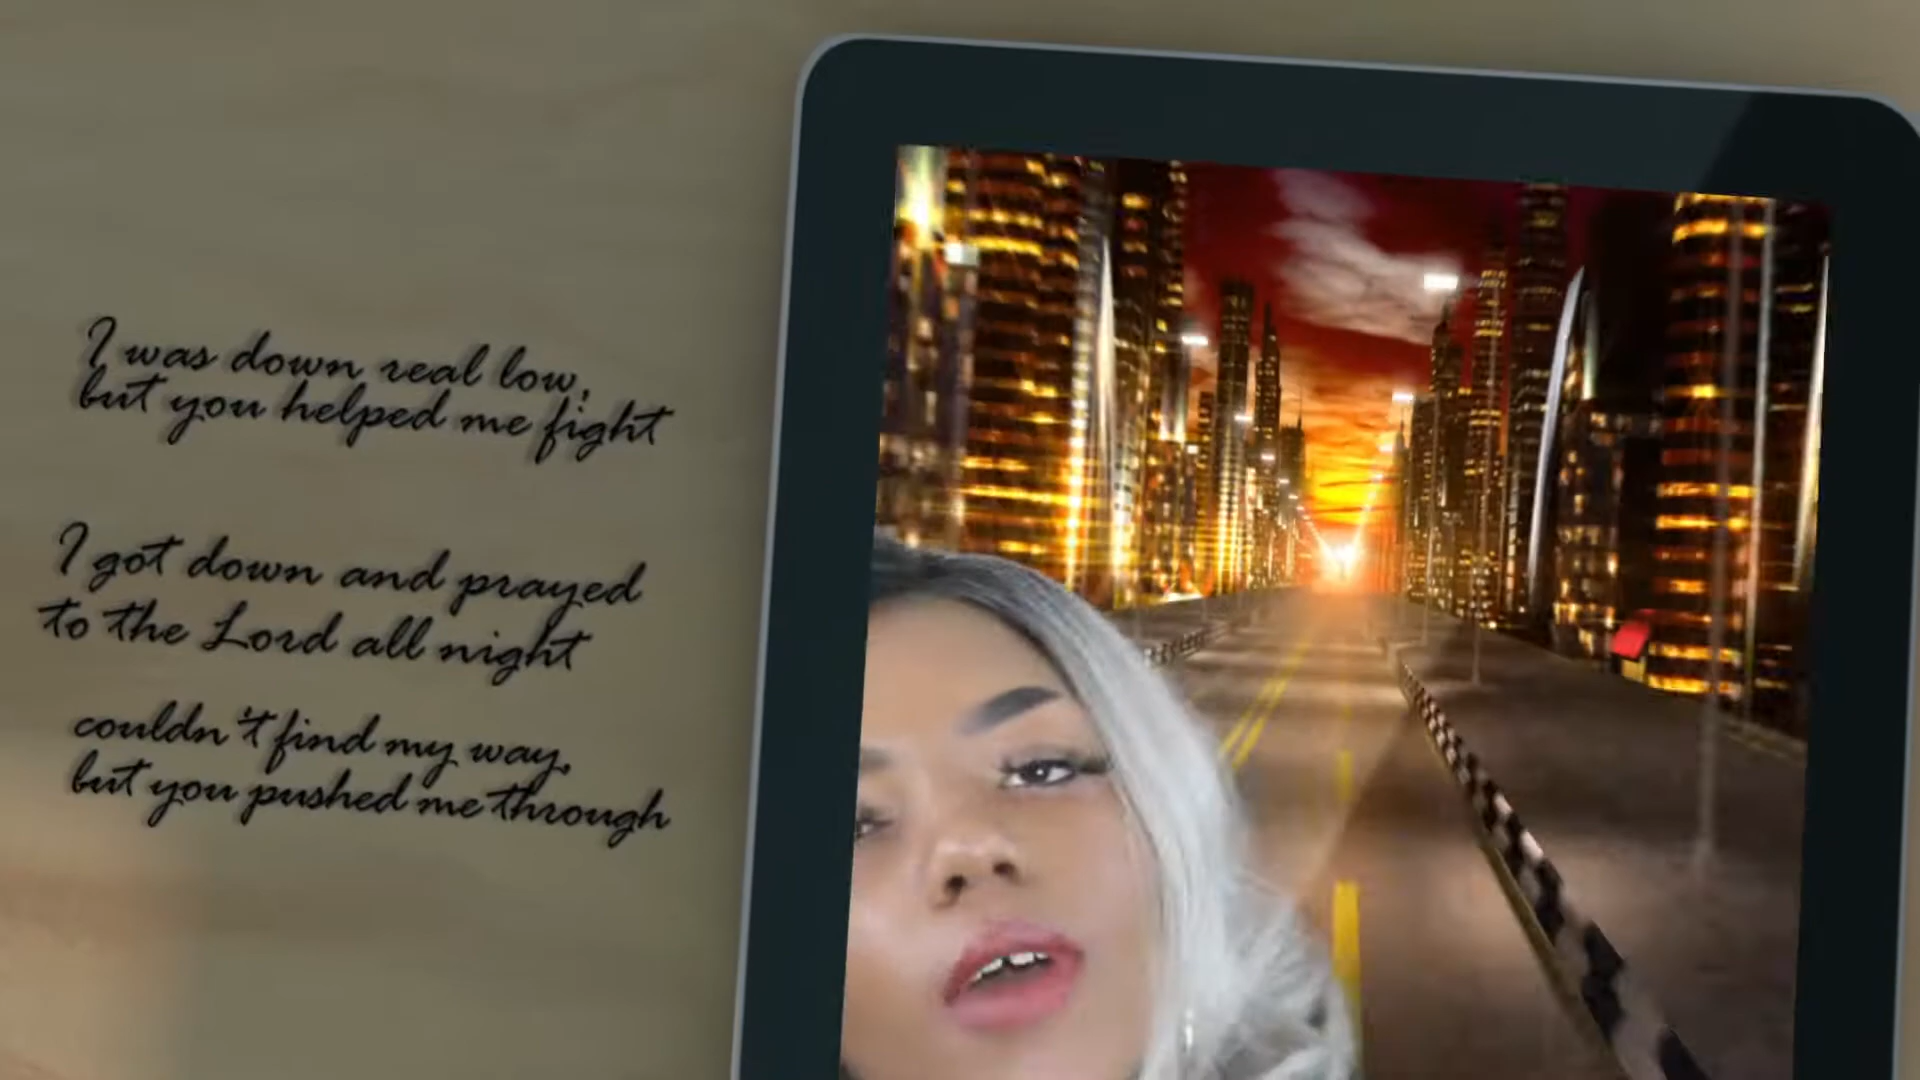 I was down real low,
but you helped me fight
I got down and prayed
to the Lord all night
couldn't find my way,
but you pushed me through